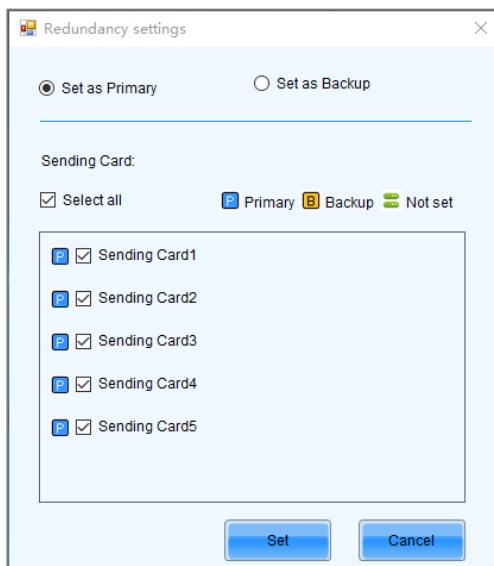 Redundancy settings
Set as Primary Set as Backup
Sending Card:
Select all P Primary B Backup Not set
P Sending Card1
P Sending Card2
P Sending Card3
P Sending Card4
P Sending Card5
Set Cancel